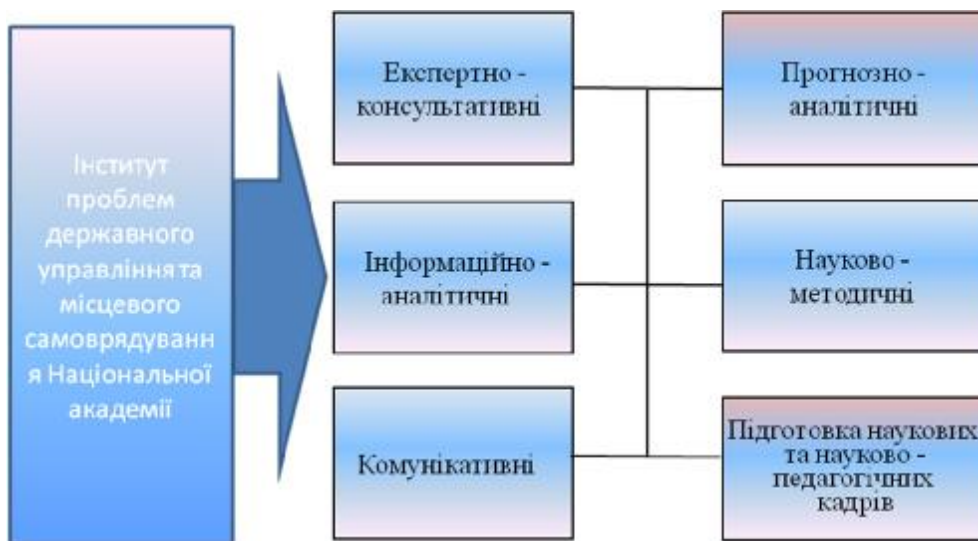 Інститут
проблем
державного
управління та
місцевого
самоврядуванн
я Національної
академії
Експертно -
консультативні
Прогнозно -
аналітичні
Інформаційно -
аналітичні
Науково -
методичні
Комунікативні
Підготовка наукових
та науково -
педагогічних
кадрів